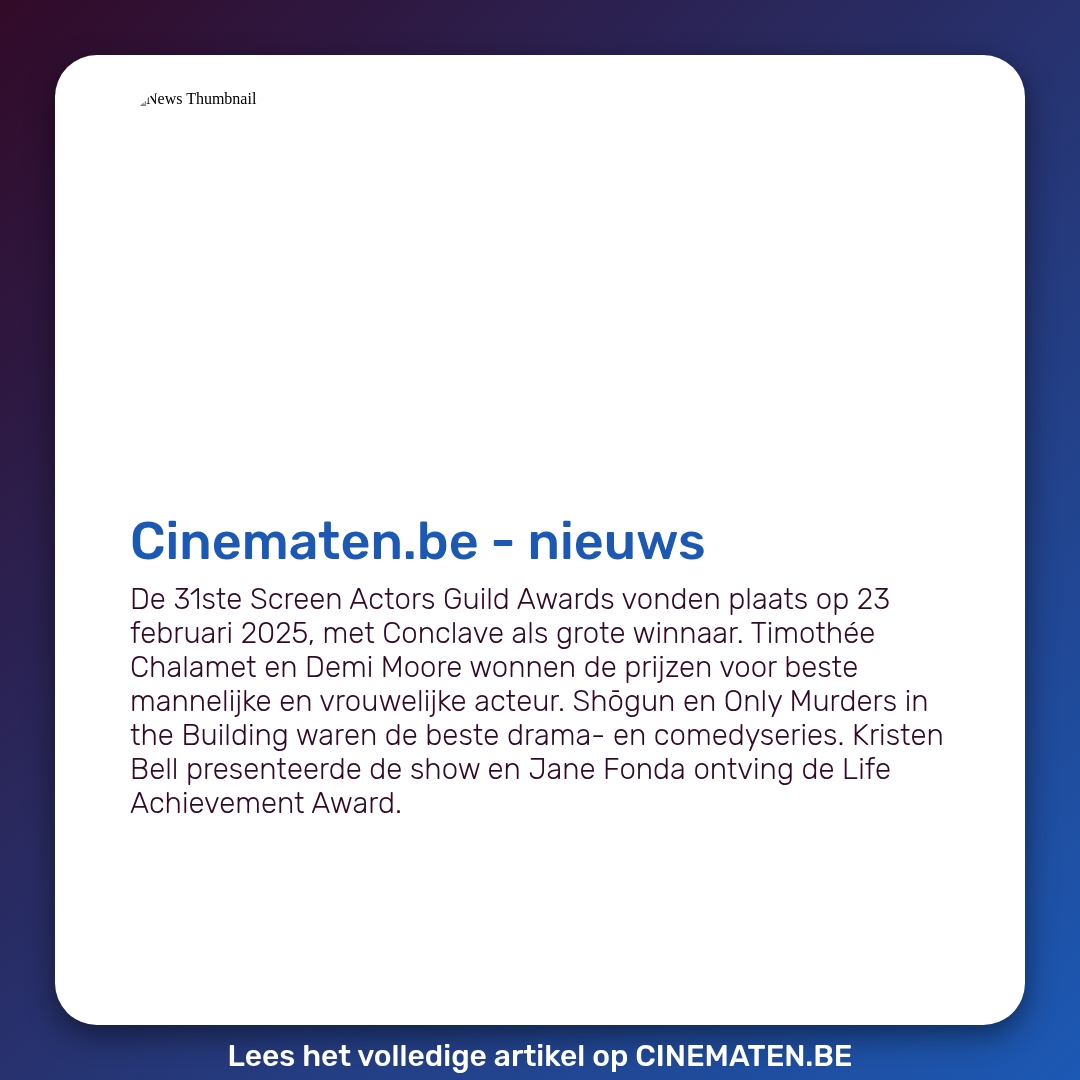 News Thumbnail
Cinematen.be - nieuws
De 31ste Screen Actors Guild Awards vonden plaats op 23
februari 2025, met Conclave als grote winnaar. Timothée
Chalamet en Demi Moore wonnen de prijzen voor beste
mannelijke en vrouwelijke acteur. Shōgun en Only Murders in
the Building waren de beste drama- en comedyseries. Kristen
Bell presenteerde de show en Jane Fonda ontving de Life
Achievement Award.
Lees het volledige artikel op CINEMATEN.BE